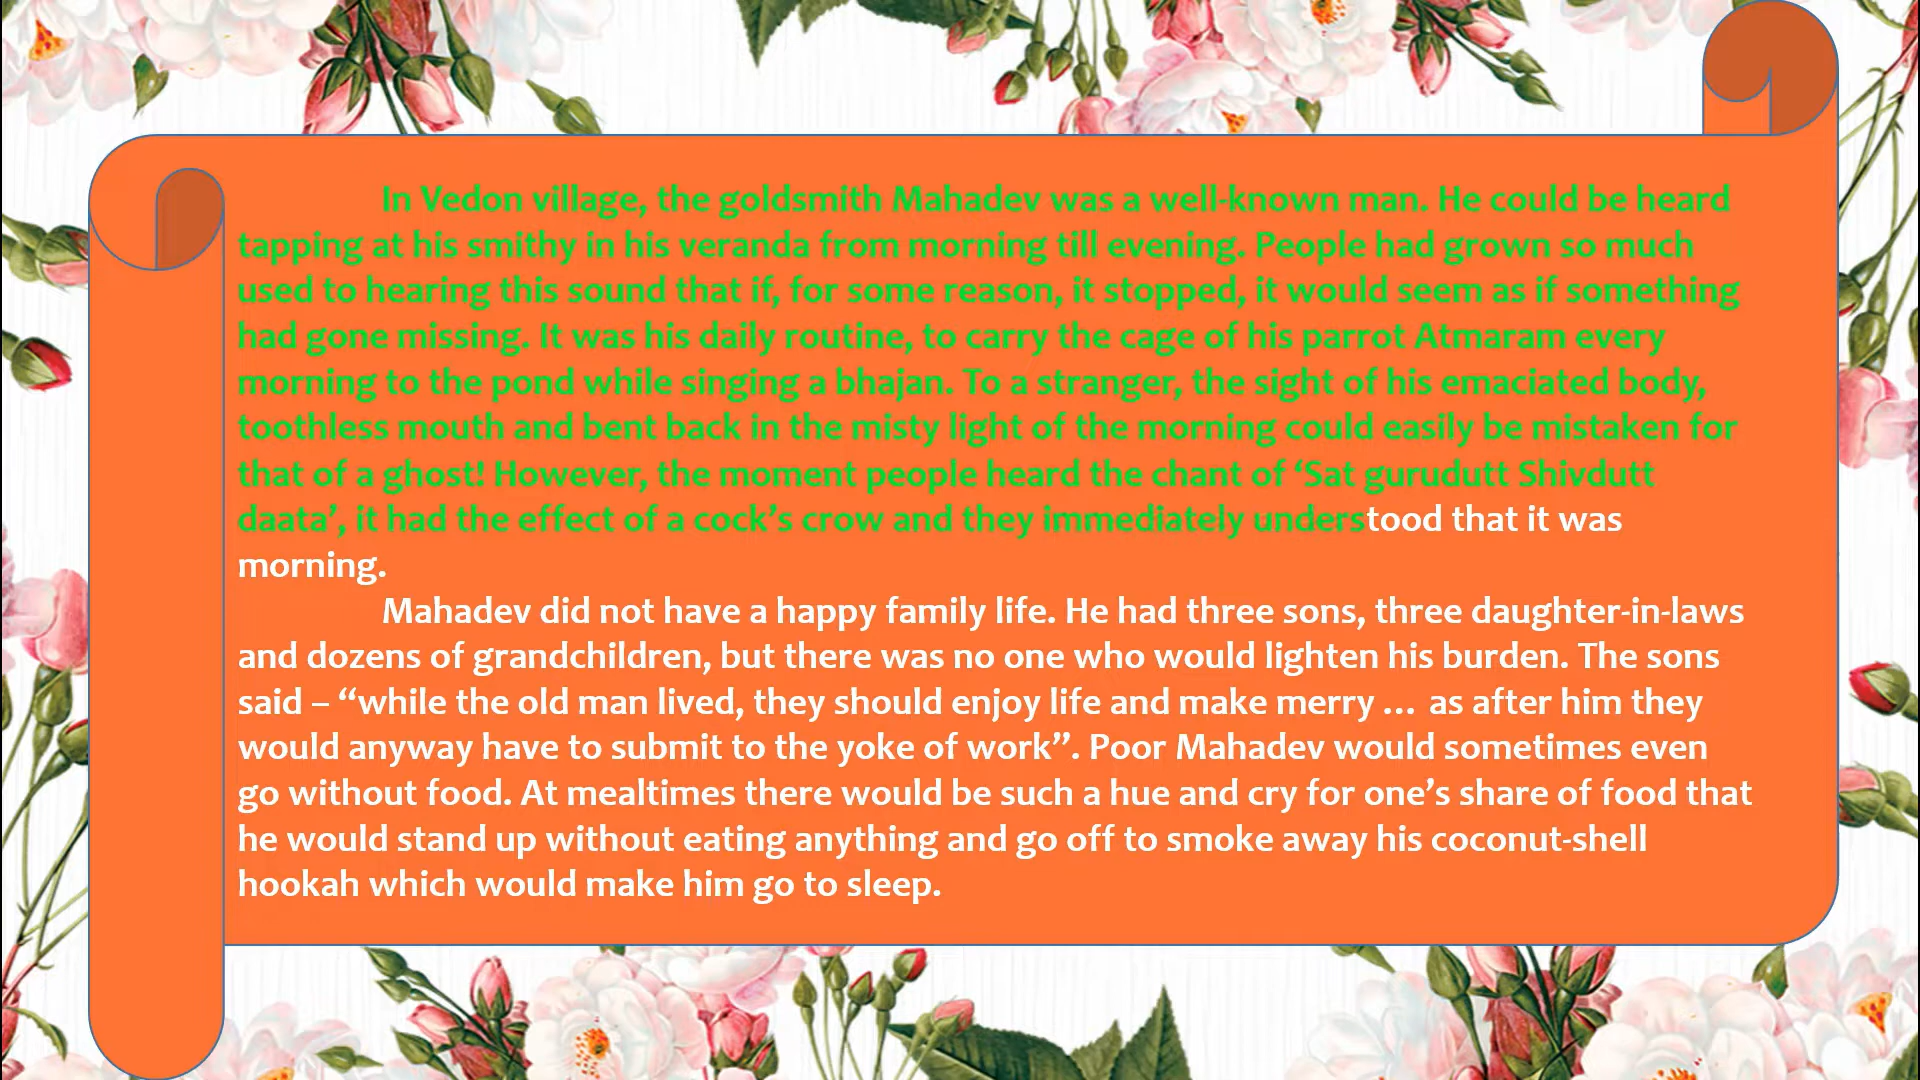 In Vedon village, the goldsmith Mahadev was a well-known man. He could be heard
tapping at his smithy in his veranda from morning till evening. People had grown so much
used to hearing this sound that if, for some reason, it stopped, it would seem as if something
had gone missing. It was his daily routine, to carry the cage of his parrot Atmaram every
morning to the pond while singing a bhajan. To a stranger, the sight of his emaciated body,
toothless mouth and bent back in the misty light of the morning could easily be mistaken for
that of a ghost! However, the moment people heard the chant of ‘Sat gurudutt Shivdutt
daata’, it had the effect of a cock’s crow and they immediately understood that it was
morning.
Mahadev did not have a happy family life. He had three sons, three daughter-in-laws
and dozens of grandchildren, but there was no one who would lighten his burden. The sons
said – “while the old man lived, they should enjoy life and make merry … as after him they
would anyway have to submit to the yoke of work”. Poor Mahadev would sometimes even
go without food. At mealtimes there would be such a hue and cry for one’s share of food that
he would stand up without eating anything and go off to smoke away his coconut-shell
hookah which would make him go to sleep.